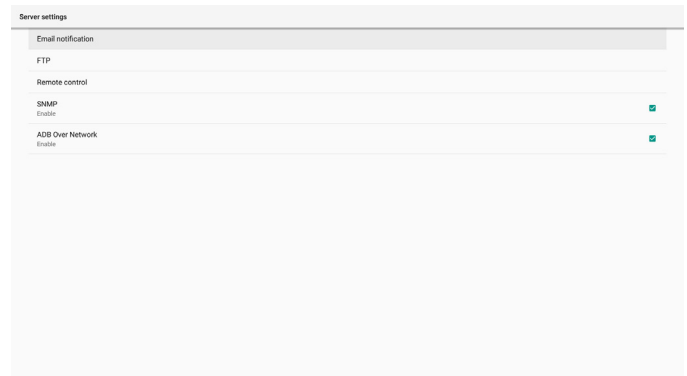 Server settings
Email notification
FTP
Remote control
SNMP
Enable
ADB Over Network
Enable